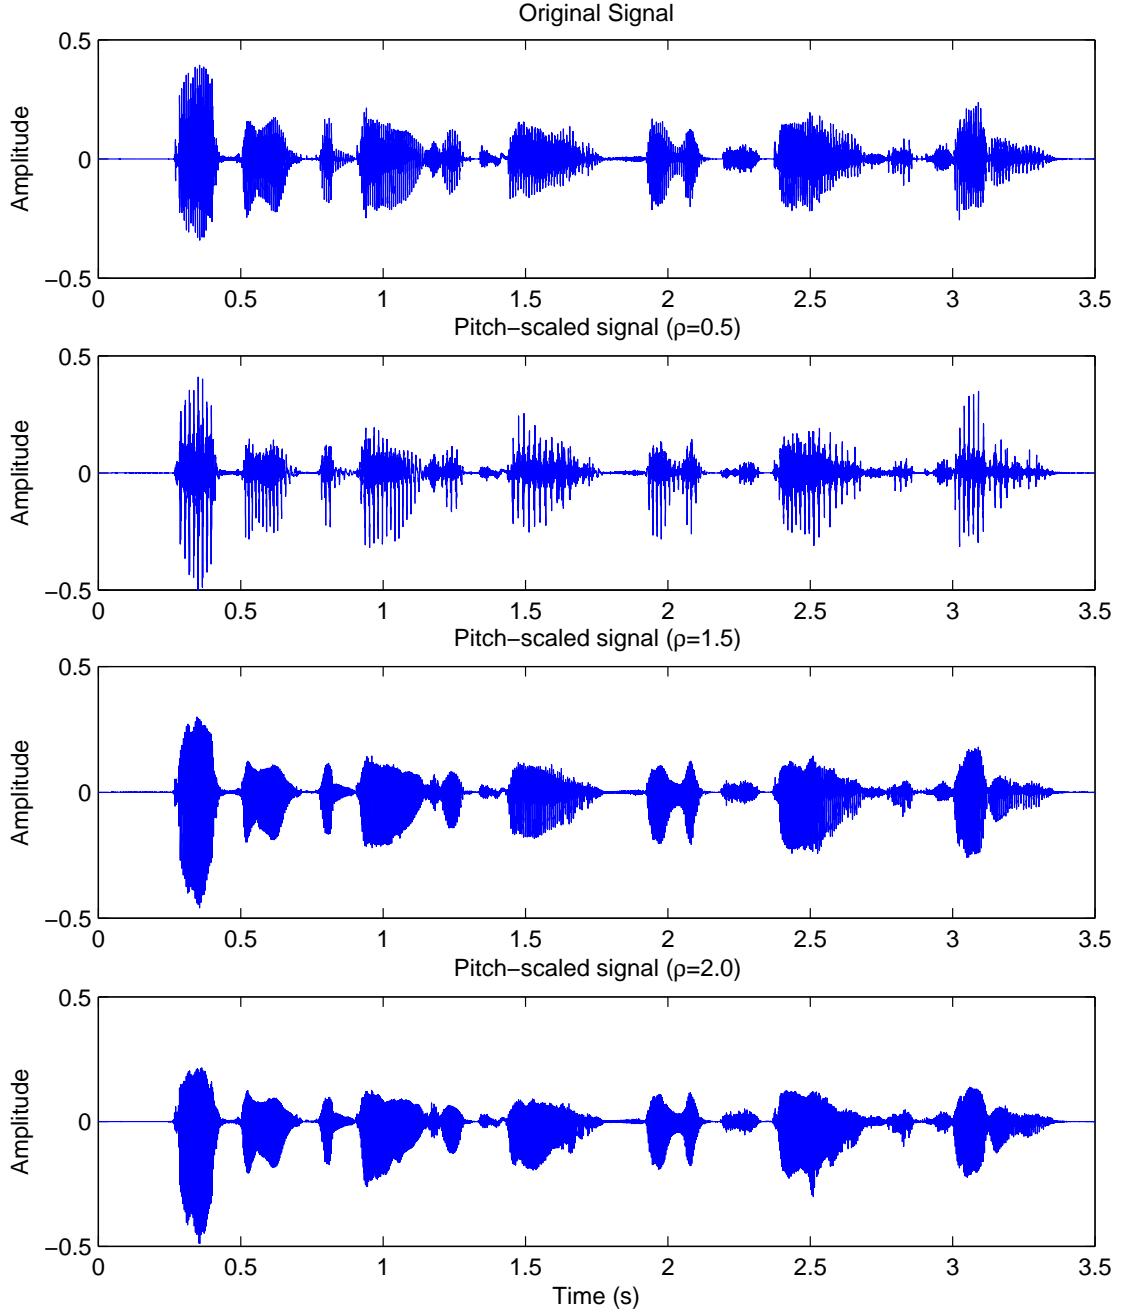 Original Signal
0.5
0
−0.5
Amplitude
0 0.5 1 1.5 2 2.5 3 3.5
Pitch−scaled signal (ρ=0.5)
0.5
0
−0.5
Amplitude
0 0.5 1 1.5 2 2.5 3 3.5
Pitch−scaled signal (ρ=1.5)
0.5
0
−0.5
Amplitude
0 0.5 1 1.5 2 2.5 3 3.5
Pitch−scaled signal (ρ=2.0)
0.5
0
−0.5
Amplitude
0 0.5 1 1.5 2 2.5 3 3.5
Time (s)